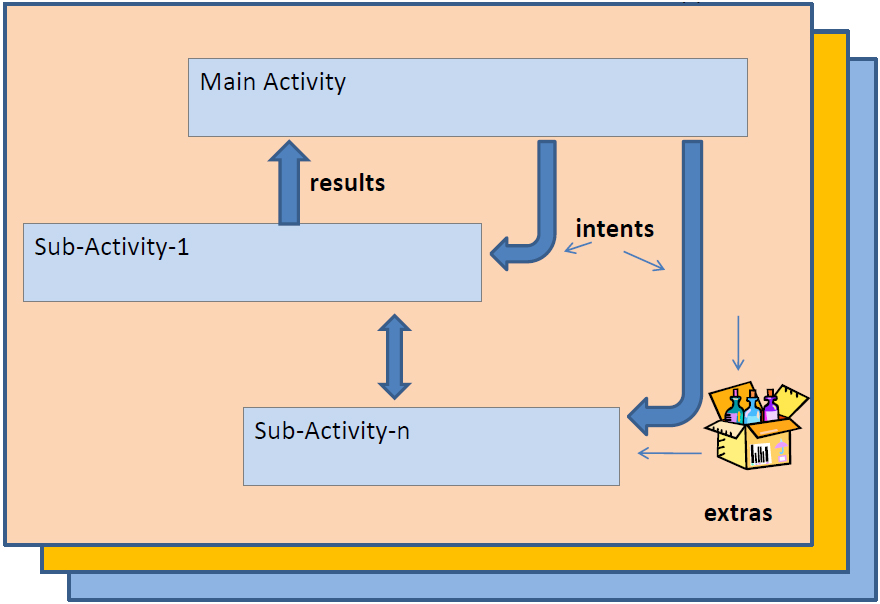 Main Activity
results
intents
Sub-Activity-1
Sub-Activity-n
extras